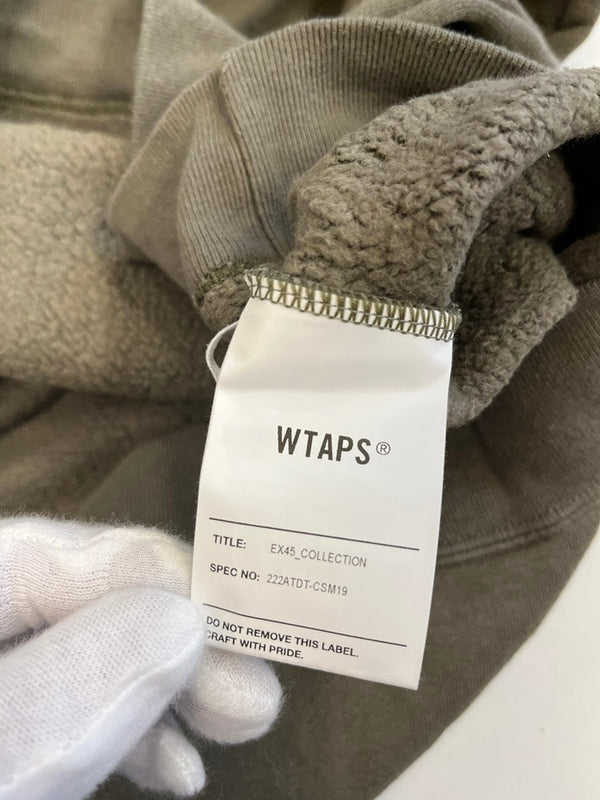 WTAPS®
TITLE: EX45_COLLECTION
SPEC NO: 222ATDT-CSM19
DO NOT REMOVE THIS LABEL.
CRAFT WITH PRIDE.